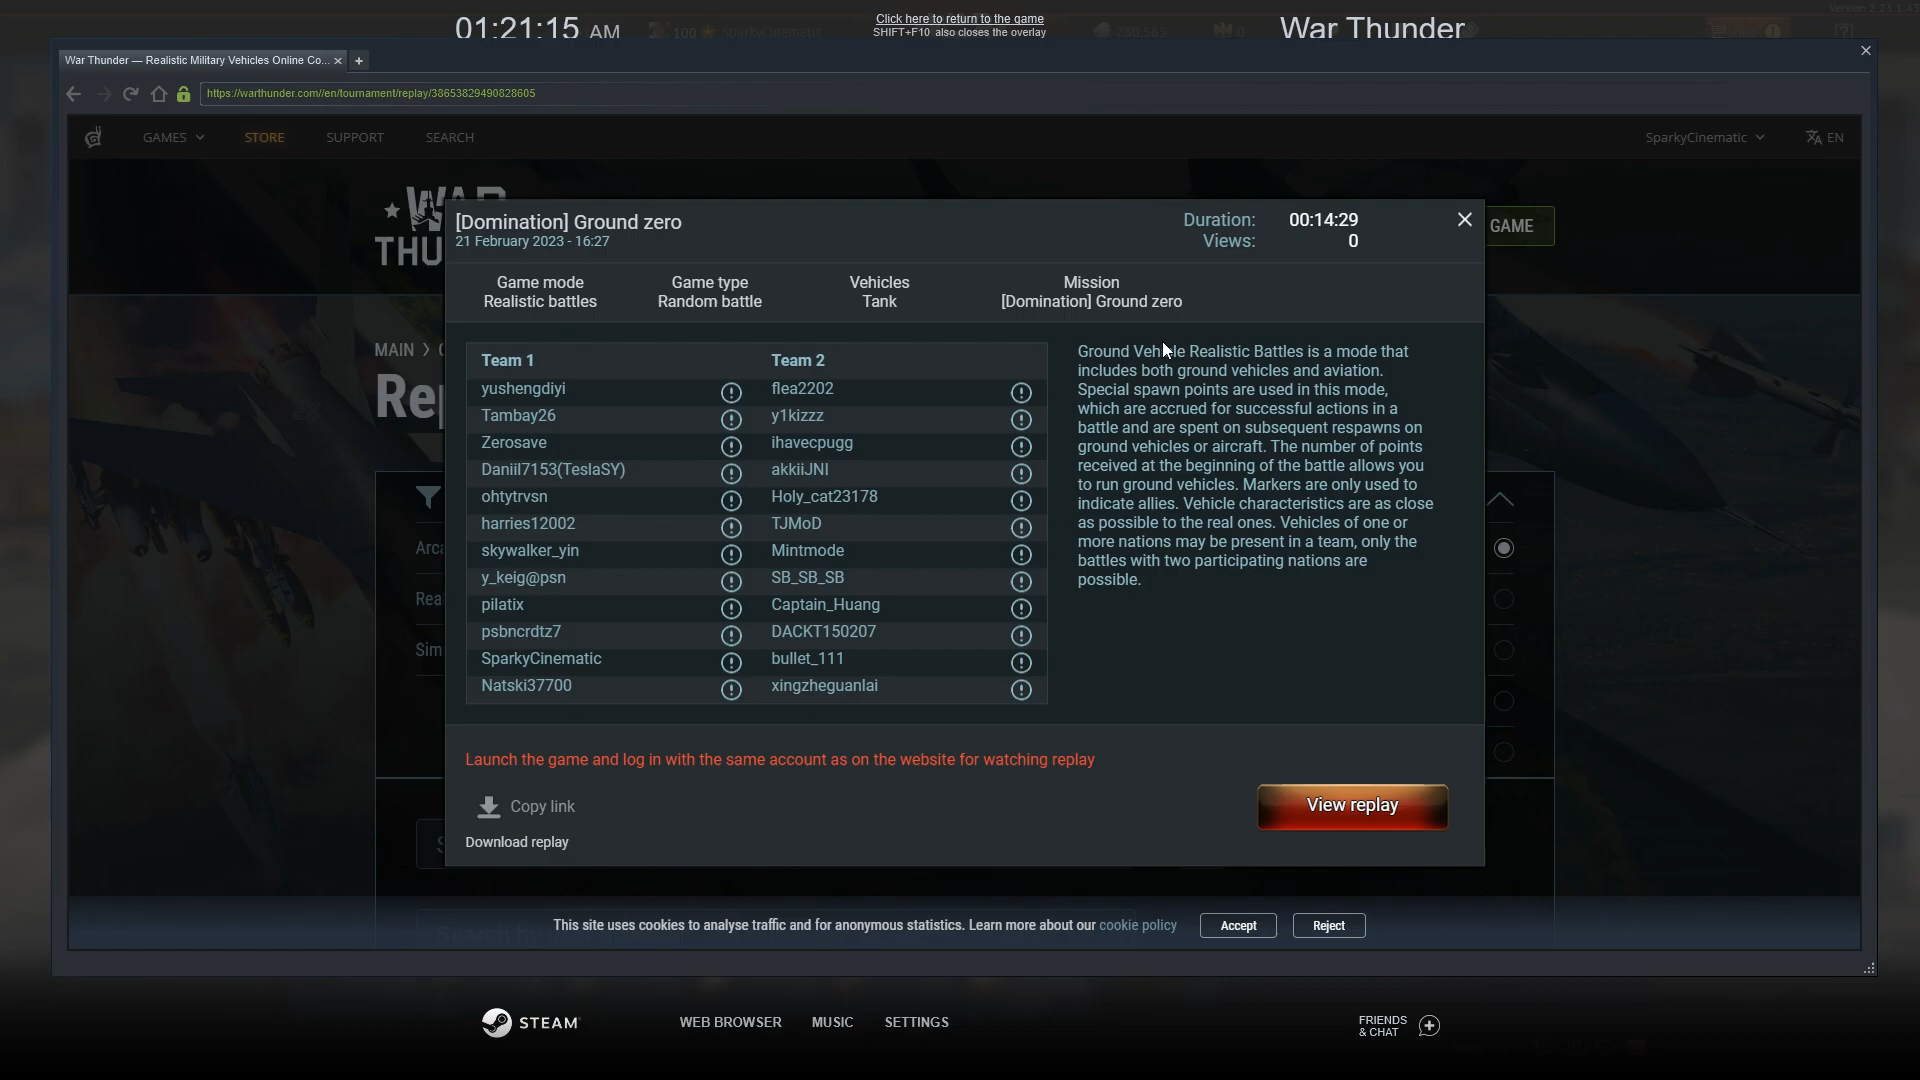 01:21:15 AM
100
SparkyCinematic
Click here to return to the game
SHIFT+F10 also closes the overlay
280,565
0
War Thunder
War Thunder — Realistic Military Vehicles Online Co...
https://warthunder.com//en/tournament/replay/38653829490828605
GAMES
STORE
SUPPORT
SEARCH
SparkyCinematic
EN
WAR
THU
GAME
MAIN
Re
[Domination] Ground zero
21 February 2023 - 16:27
Duration: 00:14:29
Views: 0
Game mode
Realistic battles
Game type
Random battle
Vehicles
Tank
Mission
[Domination] Ground zero
Team 1 Team 2
yushengdiyi flea2202
Tambay26 y1kizzz
Zerosave ihavecpugg
Daniil7153(TeslaSY) akkiiJNI
ohtytrvsn Holy_cat23178
harries12002 TJMoD
skywalker_yin Mintmode
y_keig@psn SB_SB_SB
pilatix Captain_Huang
psbncrdtz7 DACKT150207
SparkyCinematic bullet_111
Natski37700 xingzheguanlai
Ground Vehicle Realistic Battles is a mode that
includes both ground vehicles and aviation.
Special spawn points are used in this mode,
which are accrued for successful actions in a
battle and are spent on subsequent respawns on
ground vehicles or aircraft. The number of points
received at the beginning of the battle allows you
to run ground vehicles. Markers are only used to
indicate allies. Vehicle characteristics are as close
as possible to the real ones. Vehicles of one or
more nations may be present in a team, only the
battles with two participating nations are
possible.
Arc
Rea
Sim
Launch the game and log in with the same account as on the website for watching replay
Copy link
Download replay
View replay
This site uses cookies to analyse traffic and for anonymous statistics. Learn more about our cookie policy
Accept
Reject
STEAM
WEB BROWSER
MUSIC
SETTINGS
FRIENDS
& CHAT